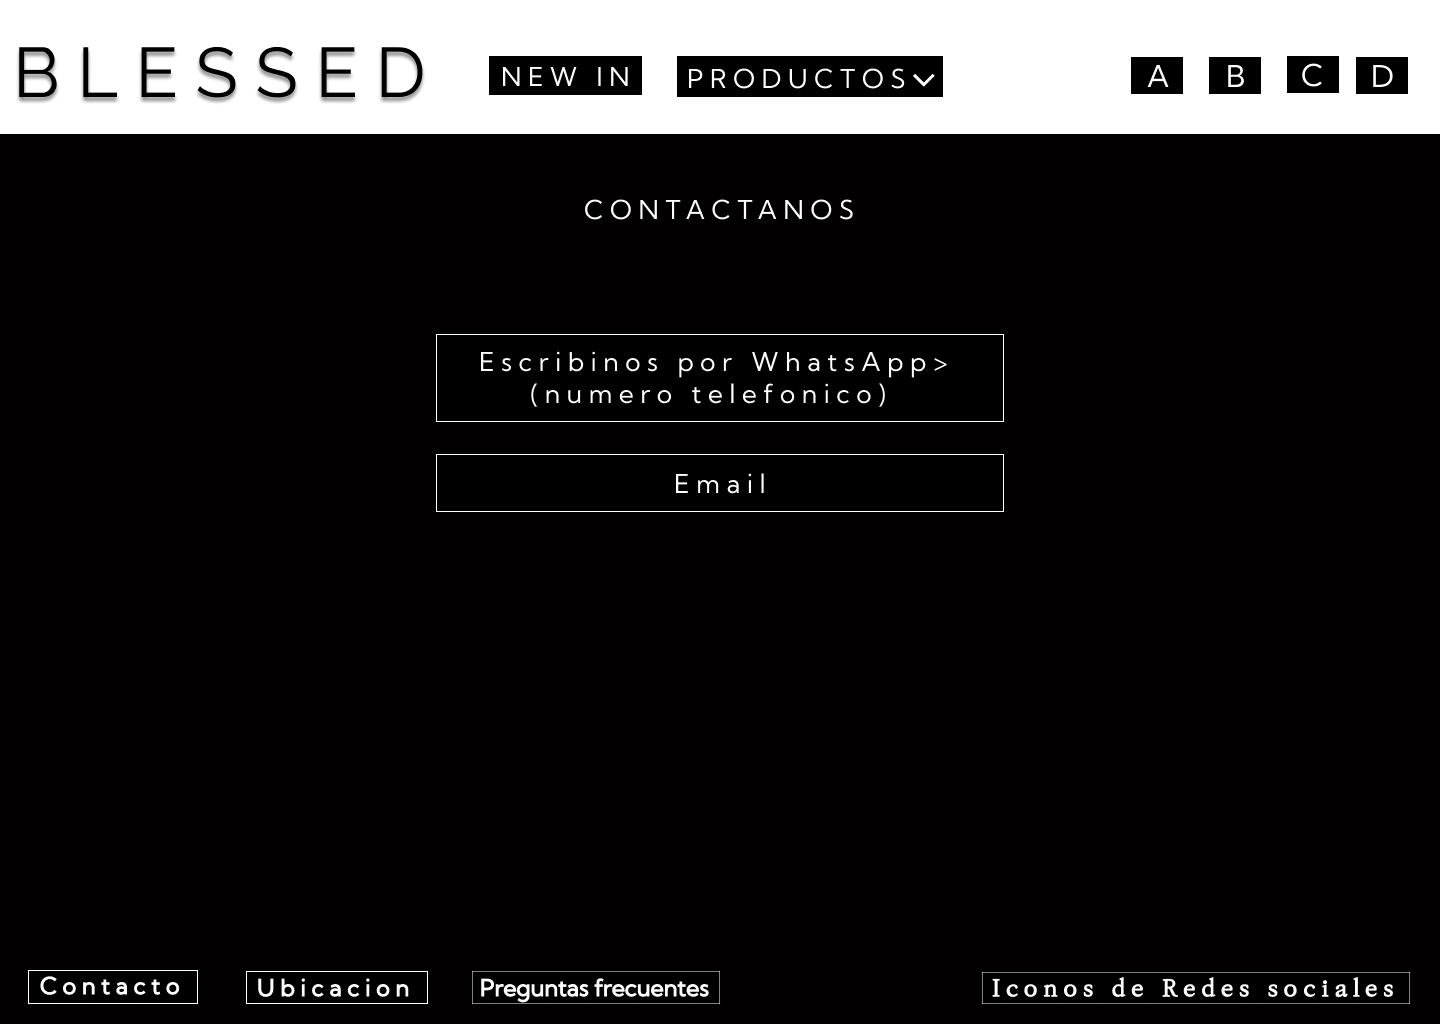 BLESSED
NEW IN
PRODUCTOS
A B C D
CONTACTANOS
Escribinos por WhatsApp>
(numero telefonico)
Email
Contacto
Ubicacion
Preguntas frecuentes
Iconos de Redes sociales